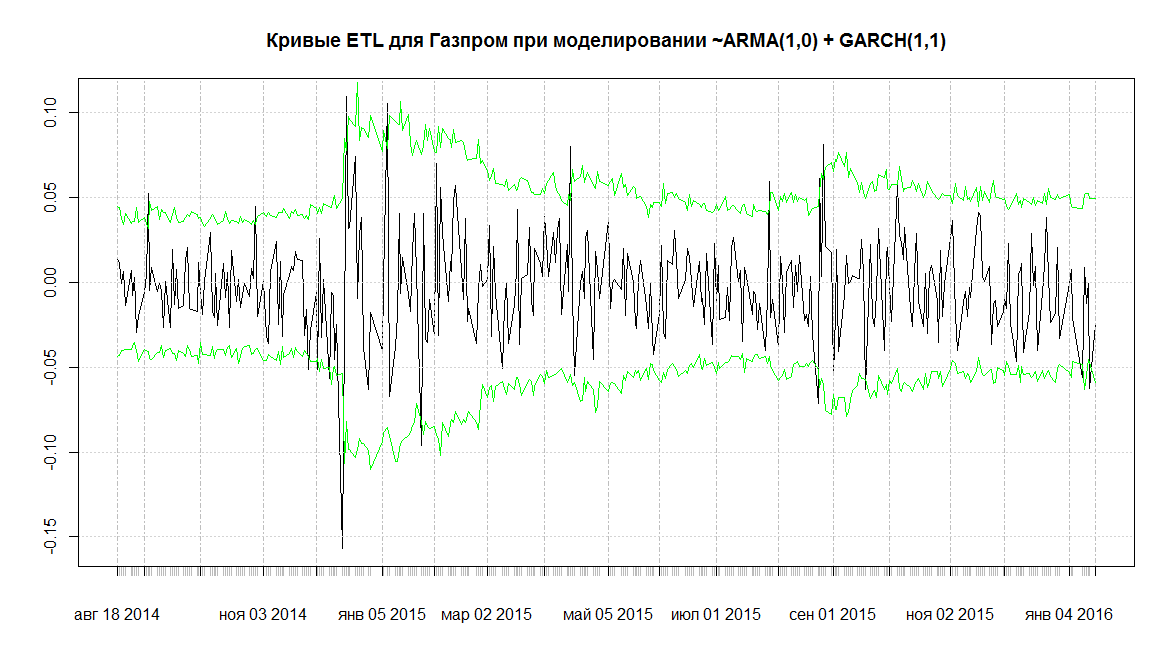 Кривые ETL для Газпром при моделировании ~ARMA(1,0) + GARCH(1,1)
0.10
0.05
0.00
-0.05
-0.10
-0.15
авг 18 2014
ноя 03 2014
янв 05 2015
мар 02 2015
май 05 2015
июл 01 2015
сен 01 2015
ноя 02 2015
янв 04 2016